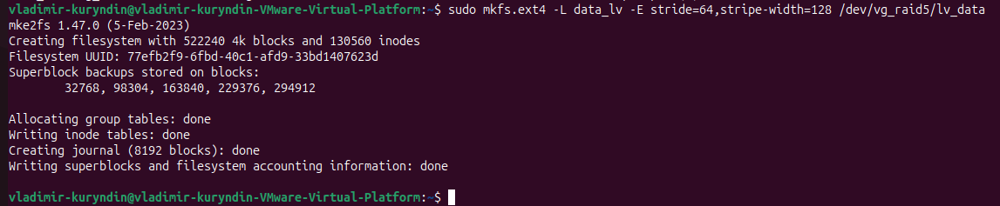 vladimir-kuryndin@vladimir-kuryndin-VMware-Virtual-Platform:~$ sudo mkfs.ext4 -L data_lv -E stride=64,stripe-width=128 /dev/vg_raid5/lv_data
mke2fs 1.47.0 (5-Feb-2023)
Creating filesystem with 522240 4k blocks and 130560 inodes
Filesystem UUID: 77efb2f9-6fbd-40c1-afd9-33bd1407623d
Superblock backups stored on blocks:
        32768, 98304, 163840, 229376, 294912
Allocating group tables: done
Writing inode tables: done
Creating journal (8192 blocks): done
Writing superblocks and filesystem accounting information: done
vladimir-kuryndin@vladimir-kuryndin-VMware-Virtual-Platform:~$